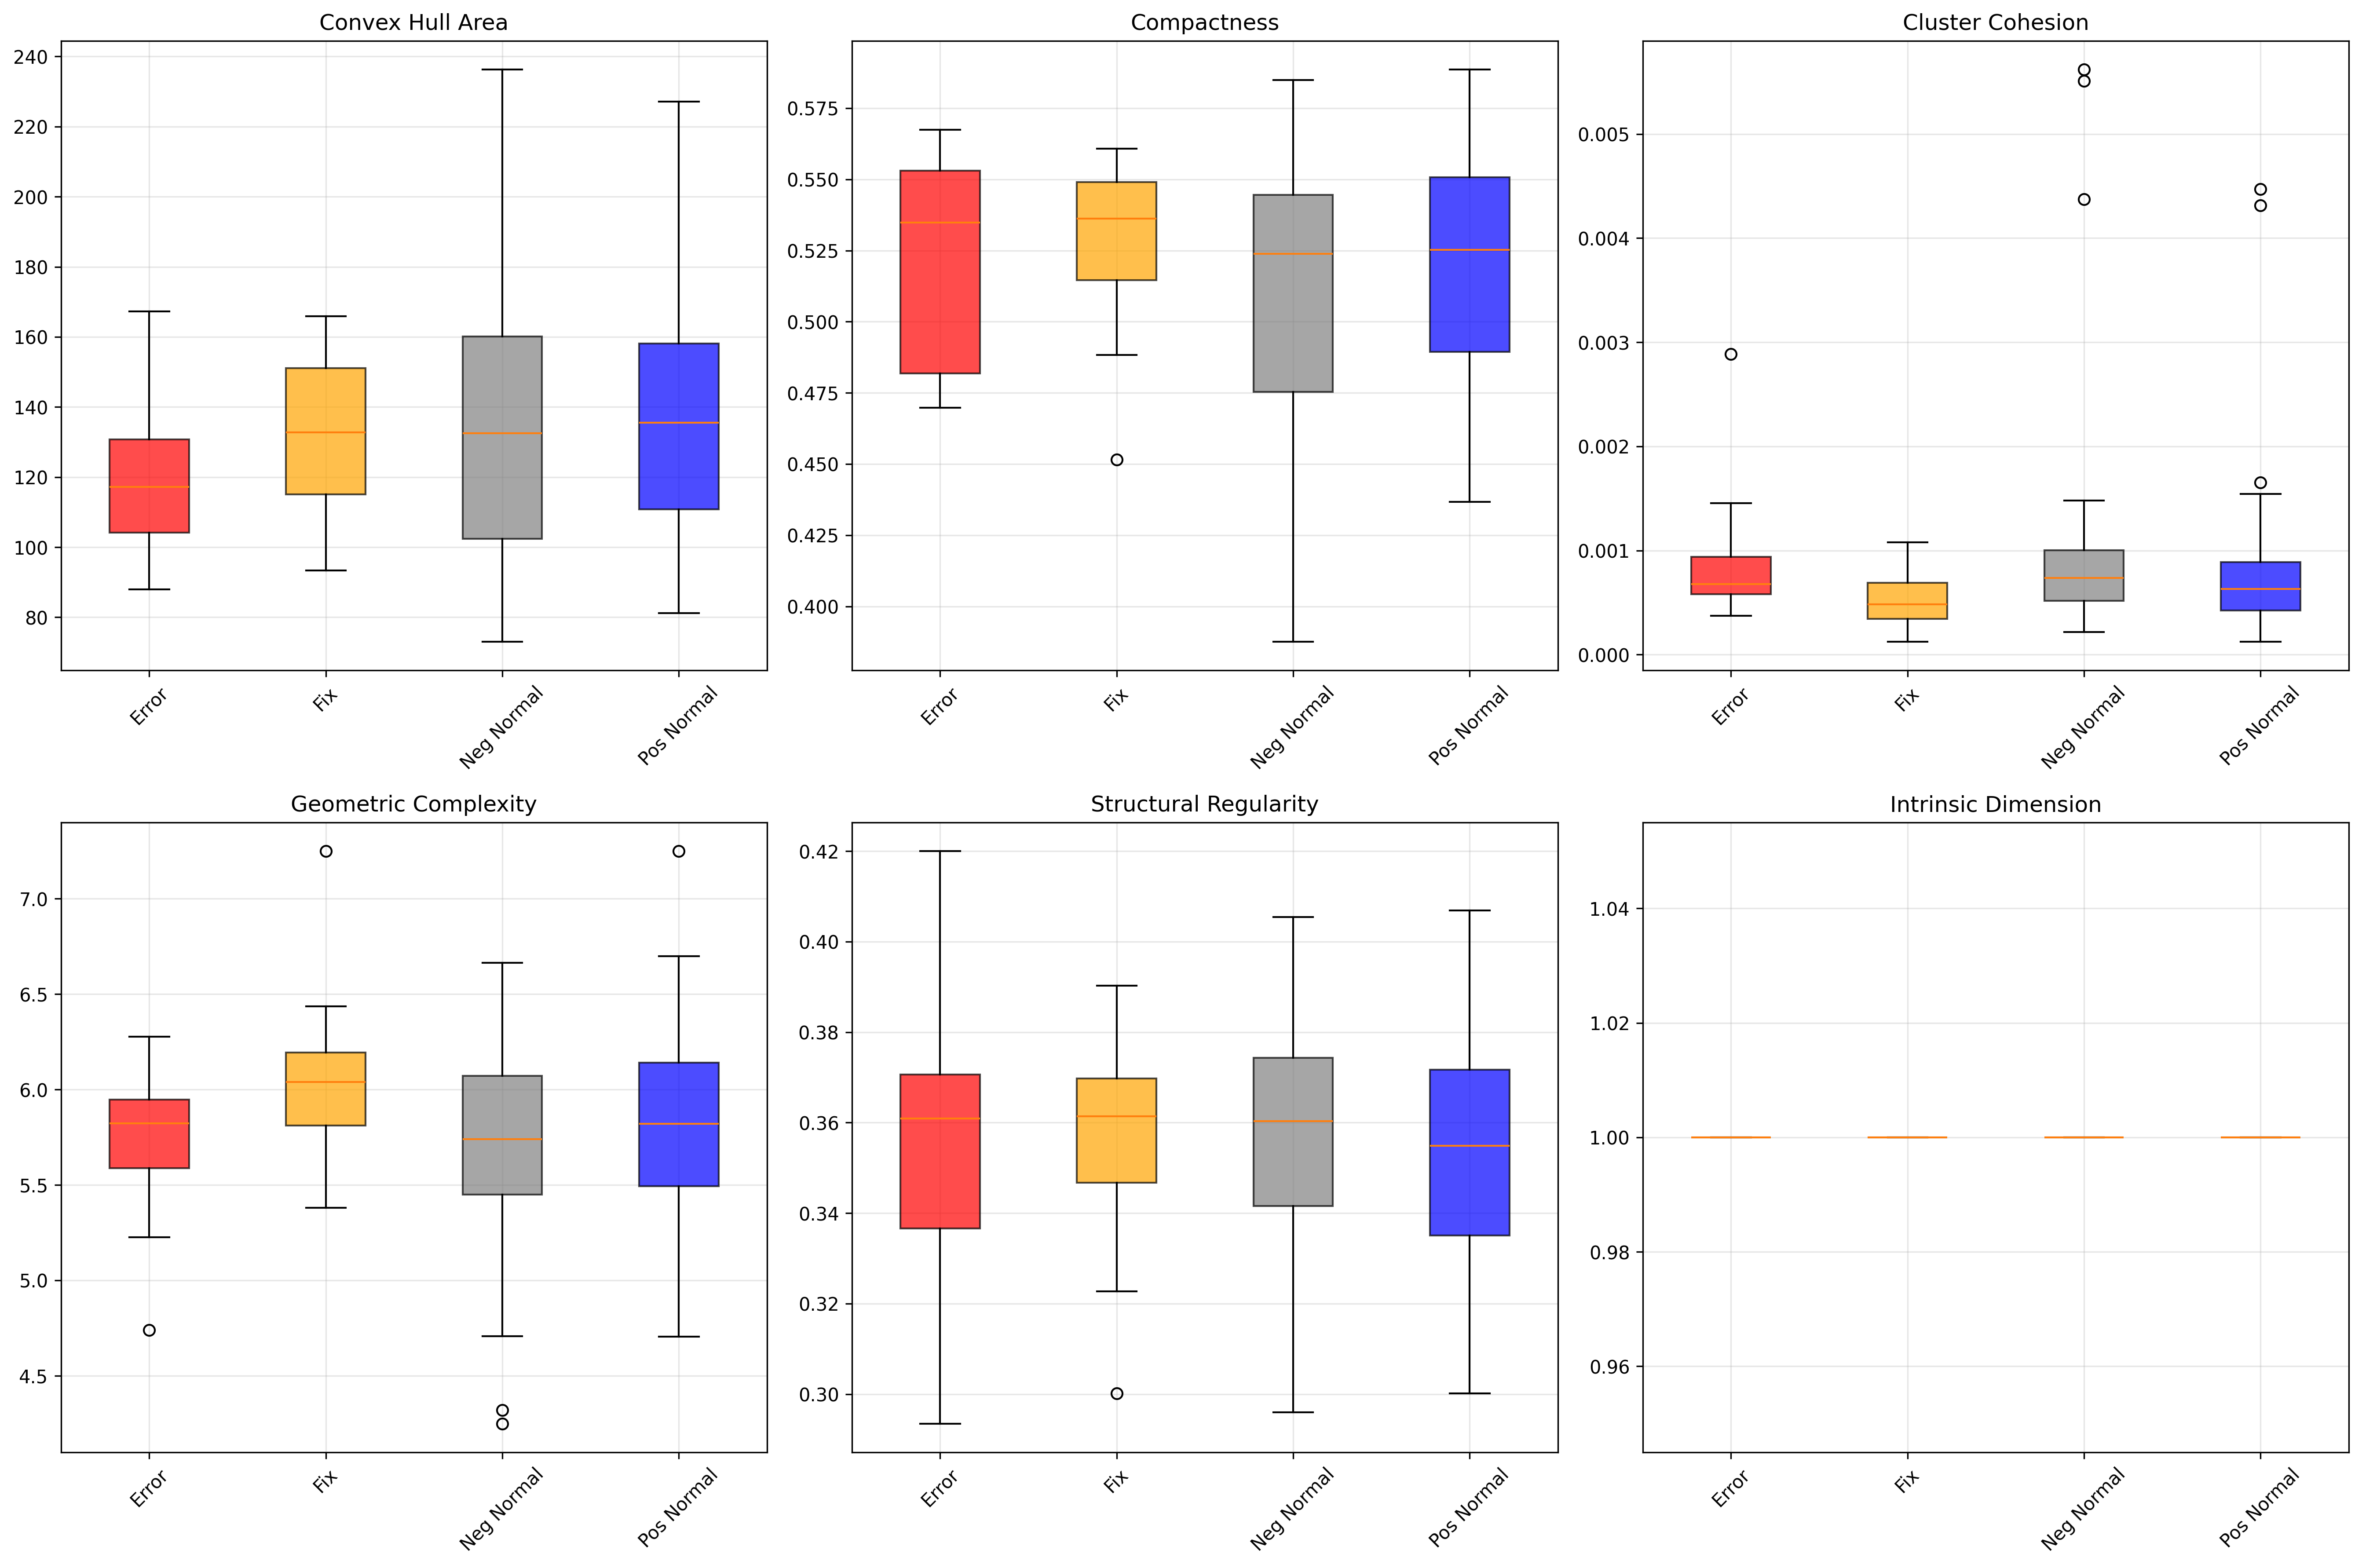 Convex Hull Area
240
220
200
180
160
140
120
100
80
Error
Fix
Neg Normal
Pos Normal
Compactness
0.575
0.550
0.525
0.500
0.475
0.450
0.425
0.400
Error
Fix
Neg Normal
Pos Normal
Cluster Cohesion
0.005
0.004
0.003
0.002
0.001
0.000
Error
Fix
Neg Normal
Pos Normal
Geometric Complexity
7.0
6.5
6.0
5.5
5.0
4.5
Error
Fix
Neg Normal
Pos Normal
Structural Regularity
0.42
0.40
0.38
0.36
0.34
0.32
0.30
Error
Fix
Neg Normal
Pos Normal
Intrinsic Dimension
1.04
1.02
1.00
0.98
0.96
Error
Fix
Neg Normal
Pos Normal